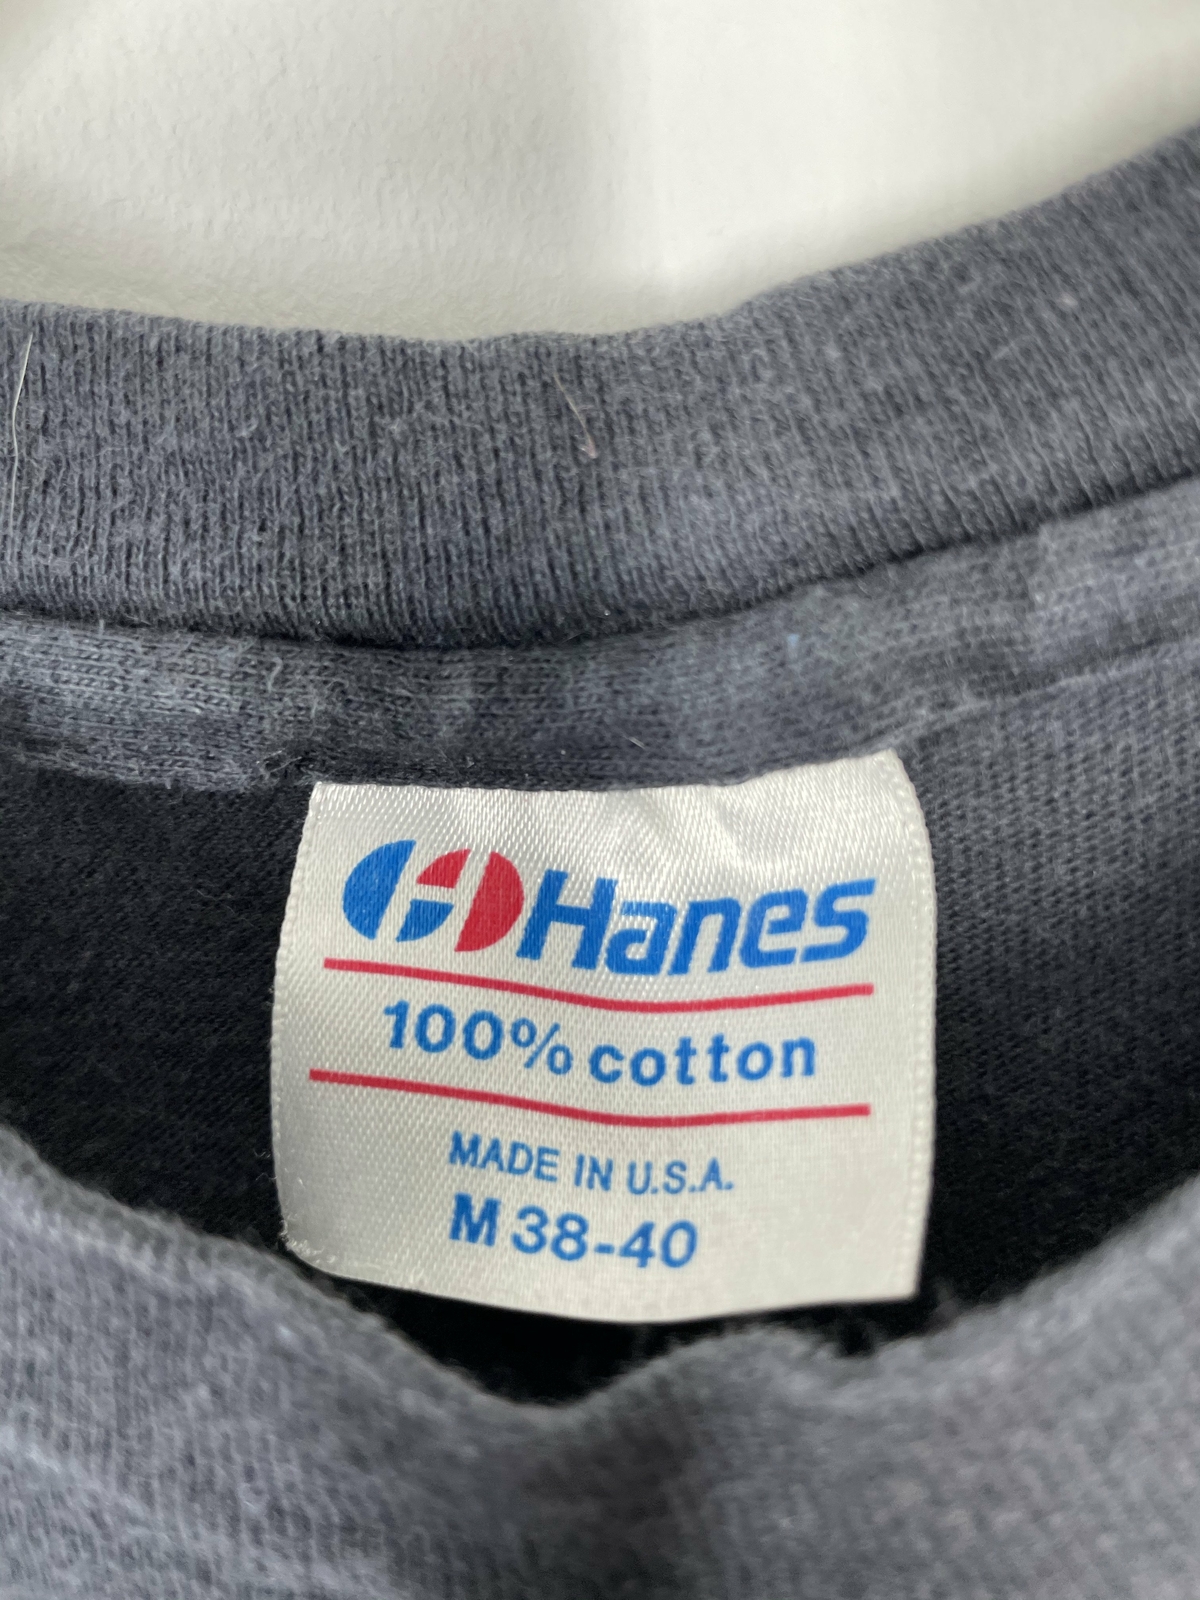 Hanes
100% cotton
MADE IN U.S.A.
M 38-40